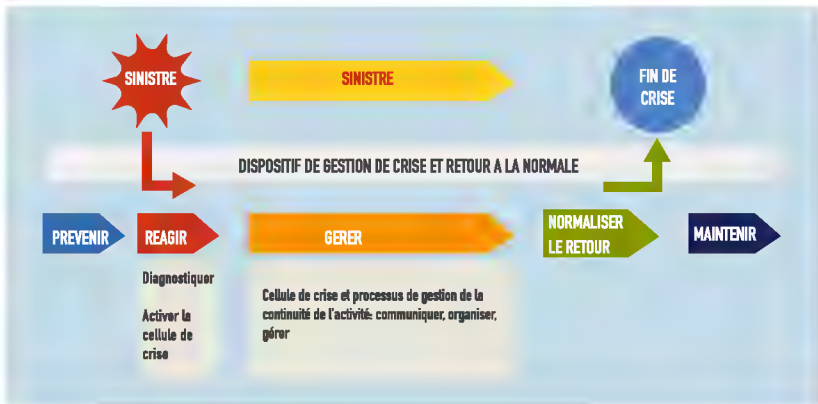 SINISTRE
SINISTRE
FIN DE
CRISE
DISPOSITIF DE GESTION DE CRISE ET RETOUR A LA NORMALE
PREVENIR
REAGIR
GERER
NORMALISER
LE RETOUR
MAINTENIR
Diagnostiquer
Activer la
cellule de
crise
Cellule de crise et processus de gestion de la
continuité de l'activité: communiquer, organiser,
gérer